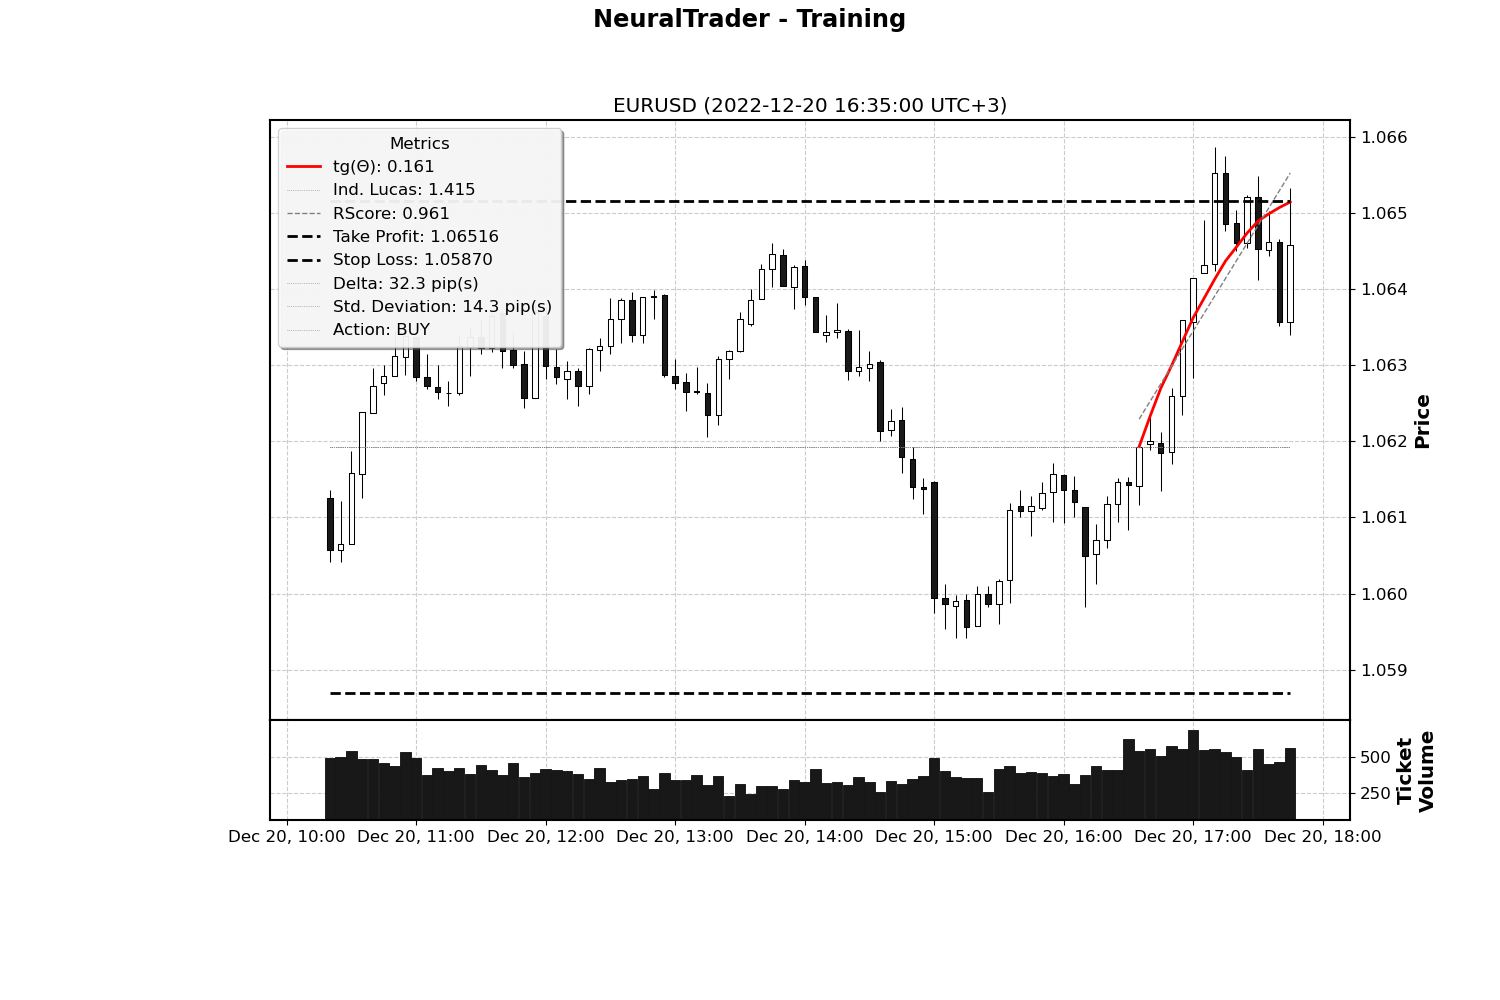 NeuralTrader - Training
EURUSD (2022-12-20 16:35:00 UTC+3)
Metrics
tg(Θ): 0.161
Ind. Lucas: 1.415
RScore: 0.961
Take Profit: 1.06516
Stop Loss: 1.05870
Delta: 32.3 pip(s)
Std. Deviation: 14.3 pip(s)
Action: BUY
1.066
1.065
1.064
1.063
1.062
1.061
1.060
1.059
Price
500
250
Ticket
Volume
Dec 20, 10:00
Dec 20, 11:00
Dec 20, 12:00
Dec 20, 13:00
Dec 20, 14:00
Dec 20, 15:00
Dec 20, 16:00
Dec 20, 17:00
Dec 20, 18:00